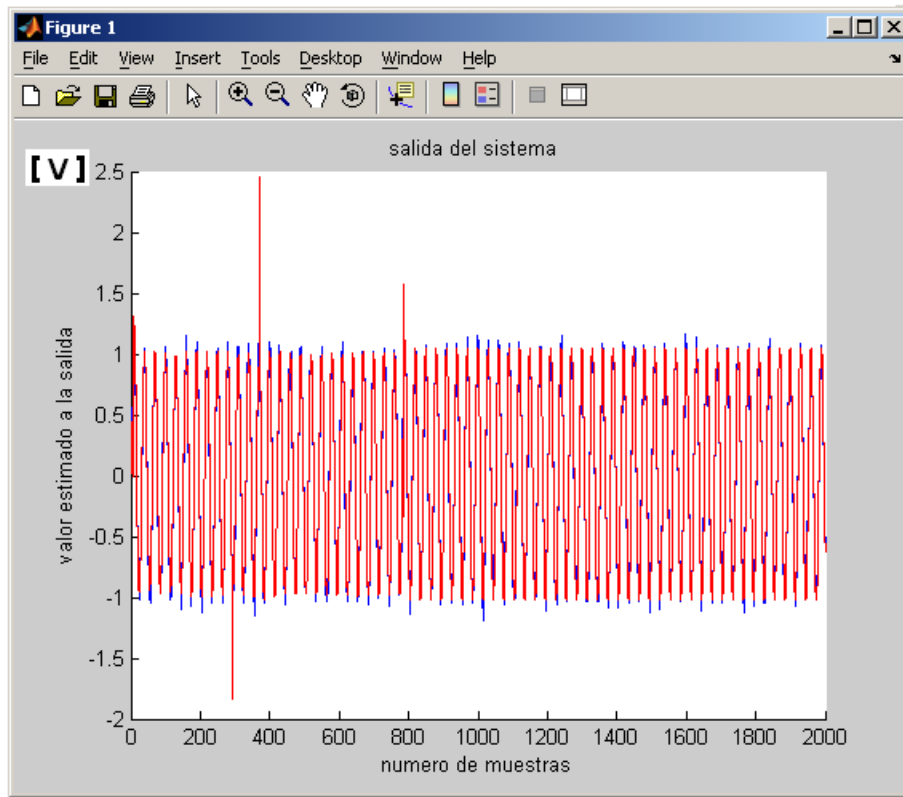 Figure 1
File Edit View Insert Tools Desktop Window Help
salida del sistema
[ V ]
valor estimado a la salida
2.5
2
1.5
1
0.5
0
-0.5
-1
-1.5
-2
0 200 400 600 800 1000 1200 1400 1600 1800 2000
numero de muestras